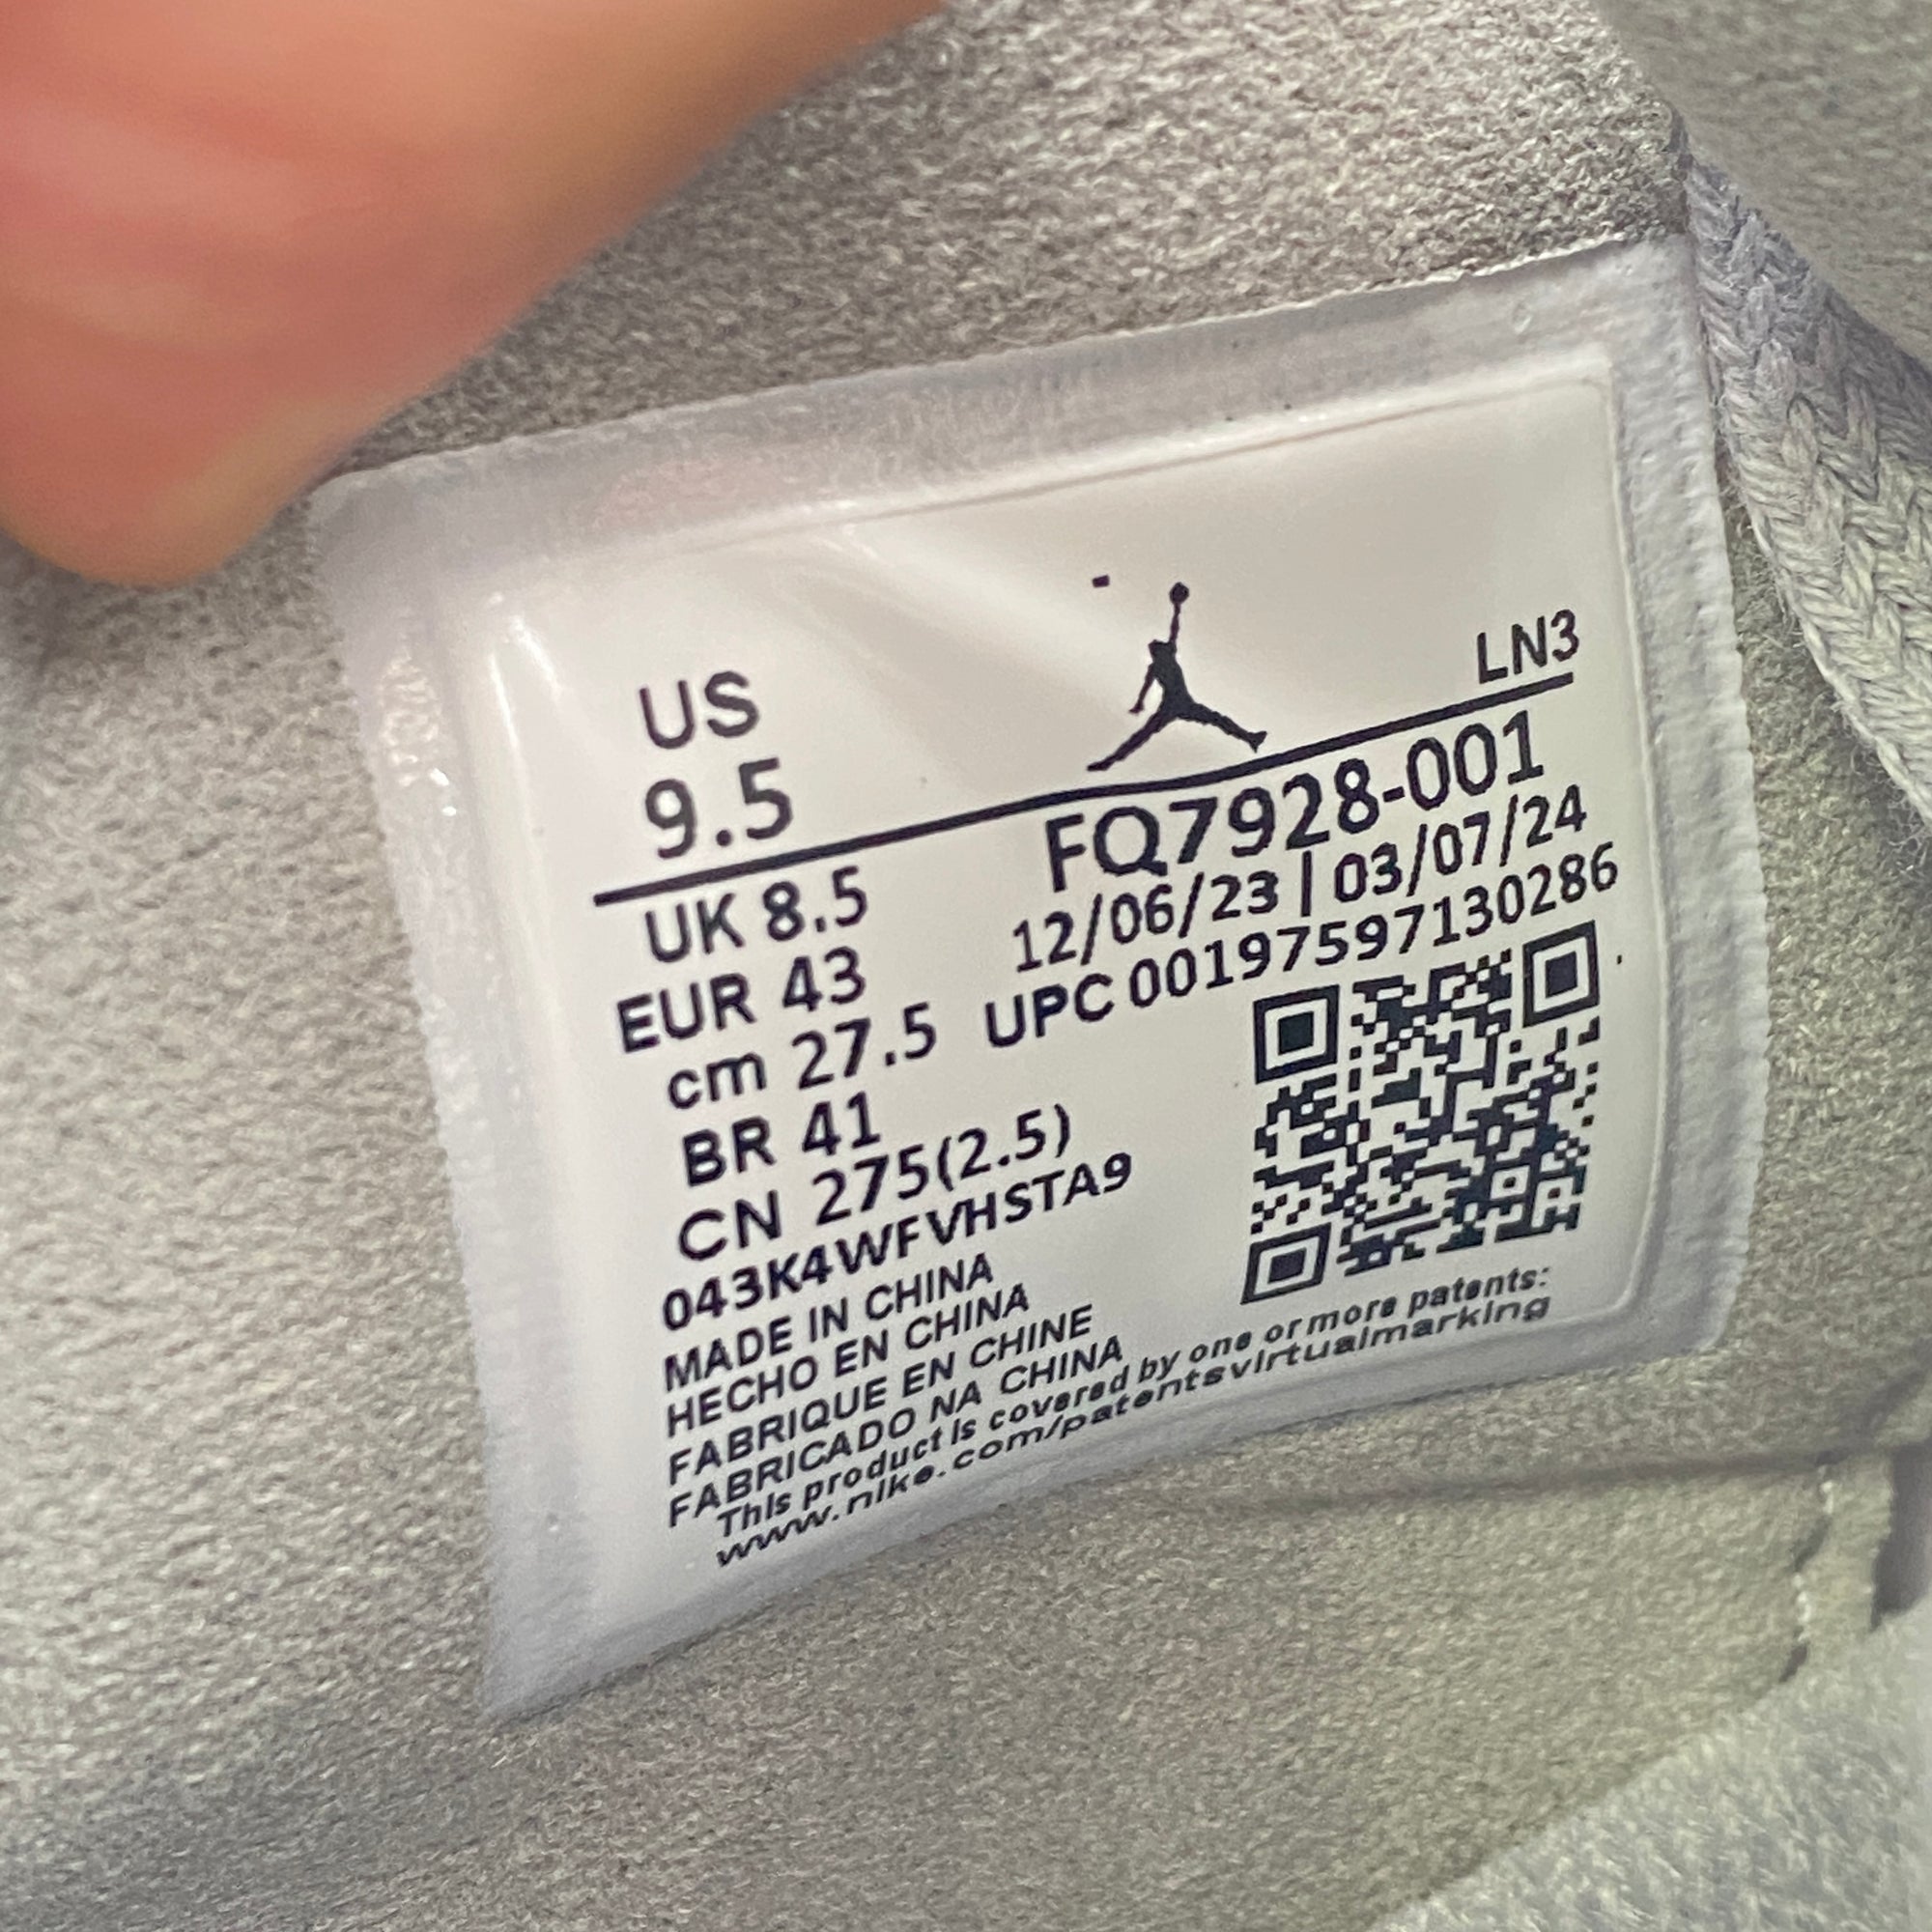 US
9.5
LN3
UK 8.5
EUR 43
cm 27.5
BR 41
CN 275(2.5)
FQ7928-001
12/06/23 | 03/07/24
UPC 00197597130286
043K4WFVHSTA9
MADE IN CHINA
HECHO EN CHINA
FABRIQUE EN CHINE
FABRICADO NA CHINA
This product is covered by one or more patents:
www.nike.com/patentsvirtualmarking